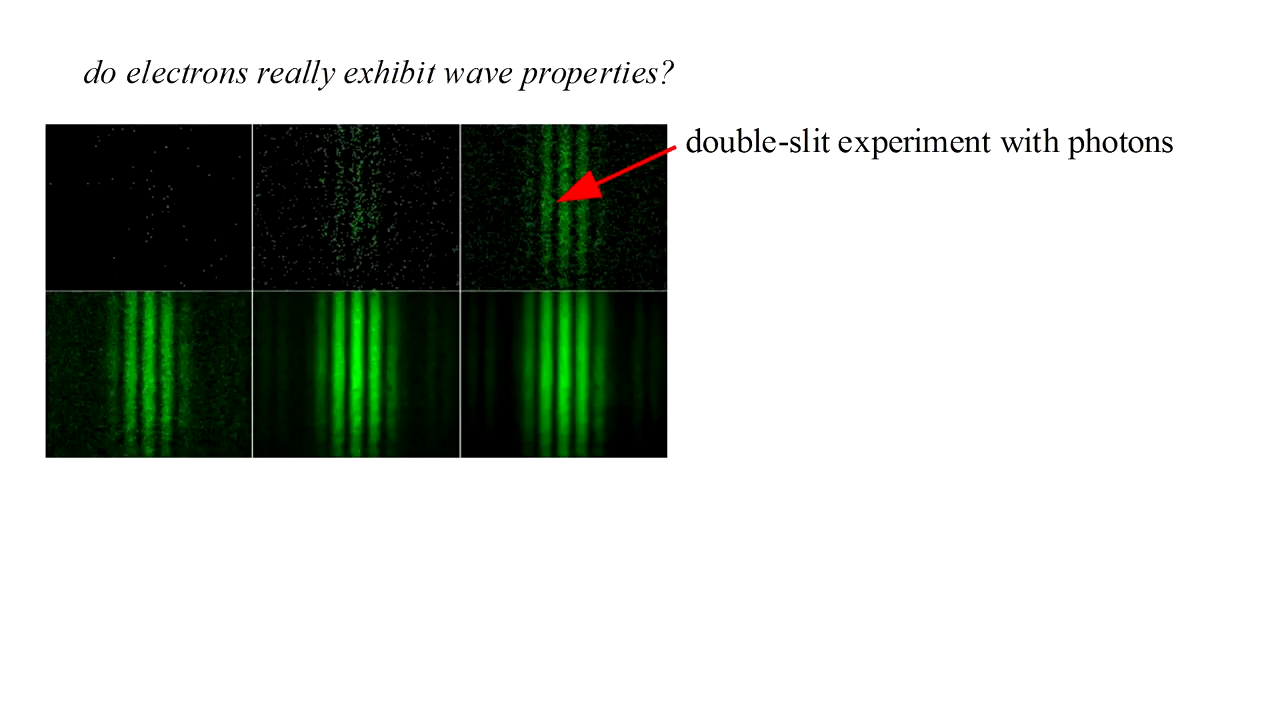 do electrons really exhibit wave properties?
double-slit experiment with photons